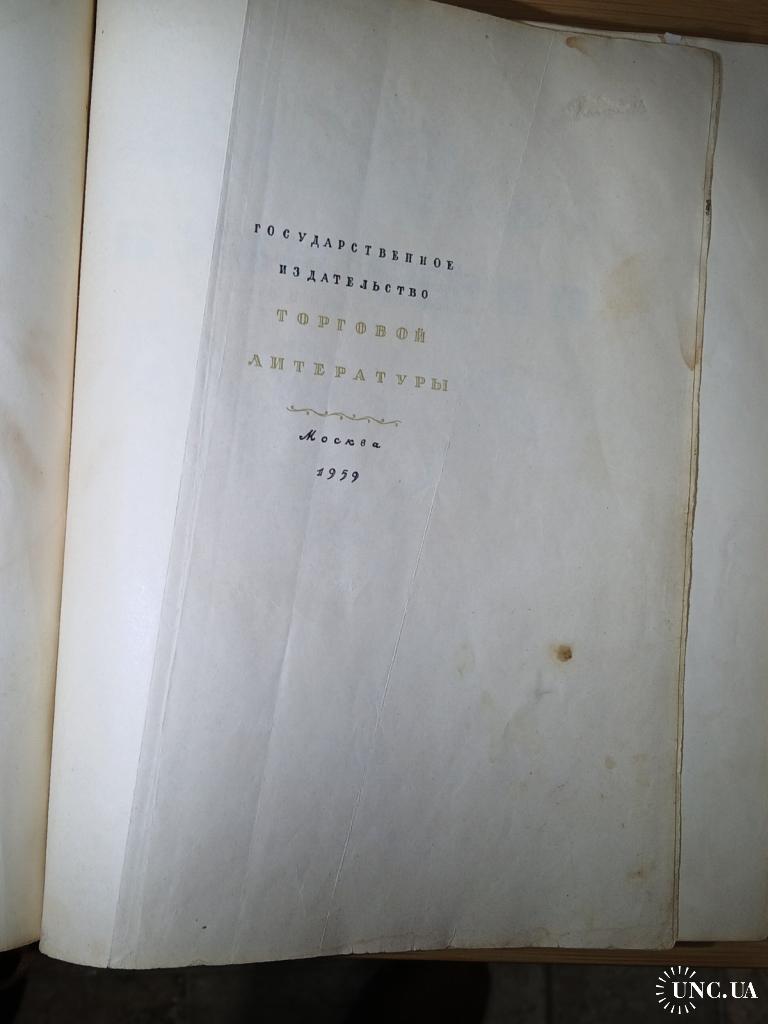 ГОСУДАРСТВЕННОЕ
ИЗДАТЕЛЬСТВО
ТОРГОВОЙ
ЛИТЕРАТУРЫ
Москва
1959
UNC.UA